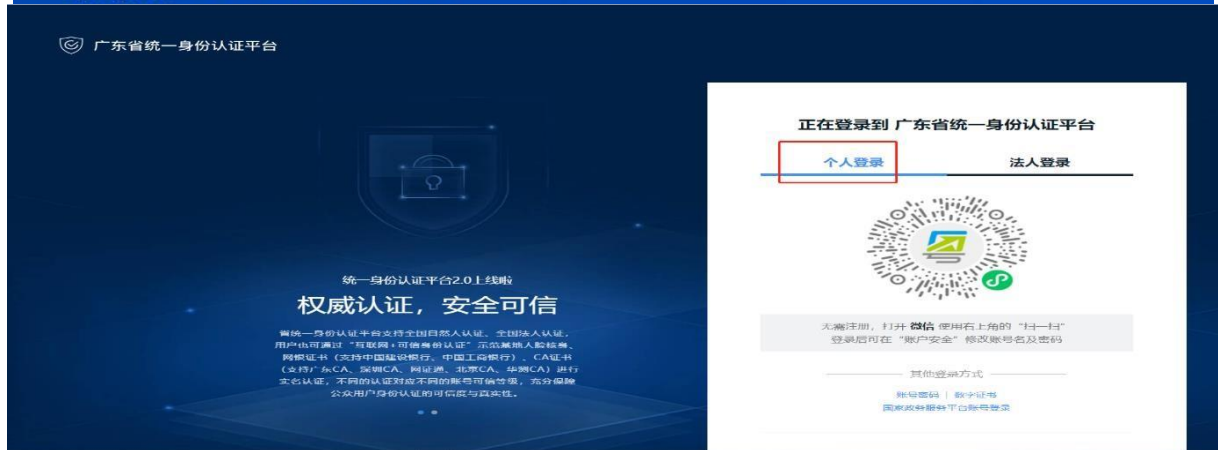 广东省统一身份认证平台
正在登录到 广东省统一身份认证平台
个人登录 法人登录
统一身份认证平台2.0上线啦
权威认证，安全可信
省统一身份认证平台支持全国自然人认证、全国法人认证，
用户也可通过“互联网+可信身份认证”示范基地人脸核身、
网银证书（支持中国建设银行、中国工商银行）、CA证书
（支持广东CA、深圳CA、网证通、北京CA、华测CA）进行
实名认证，不同的认证对应不同的账号可信等级，充分保障
公众用户身份认证的可信度与真实性。
无需注册，打开 微信 使用右上角的“扫一扫”
登录后可在“账户安全”修改账号名及密码
其他登录方式
账号密码 | 数字证书
国家政务服务平台账号登录